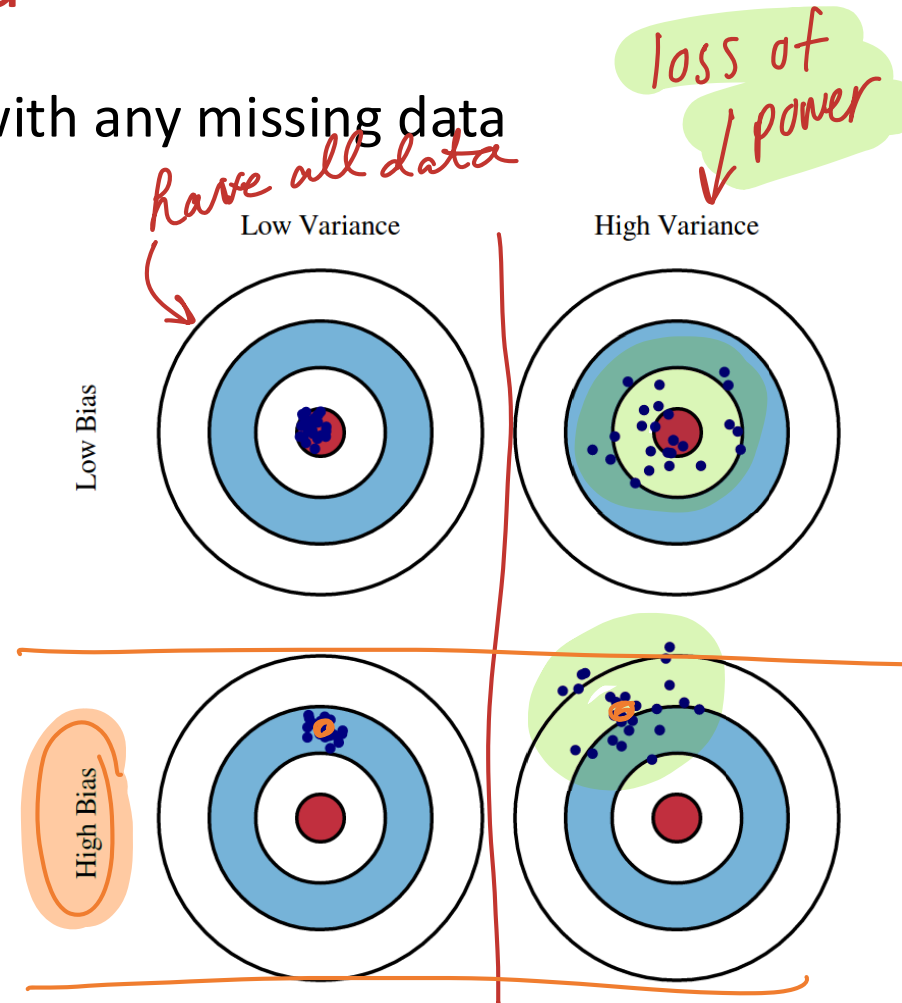 with any missing data
loss of
power
have all data
Low Variance
High Variance
Low Bias
High Bias